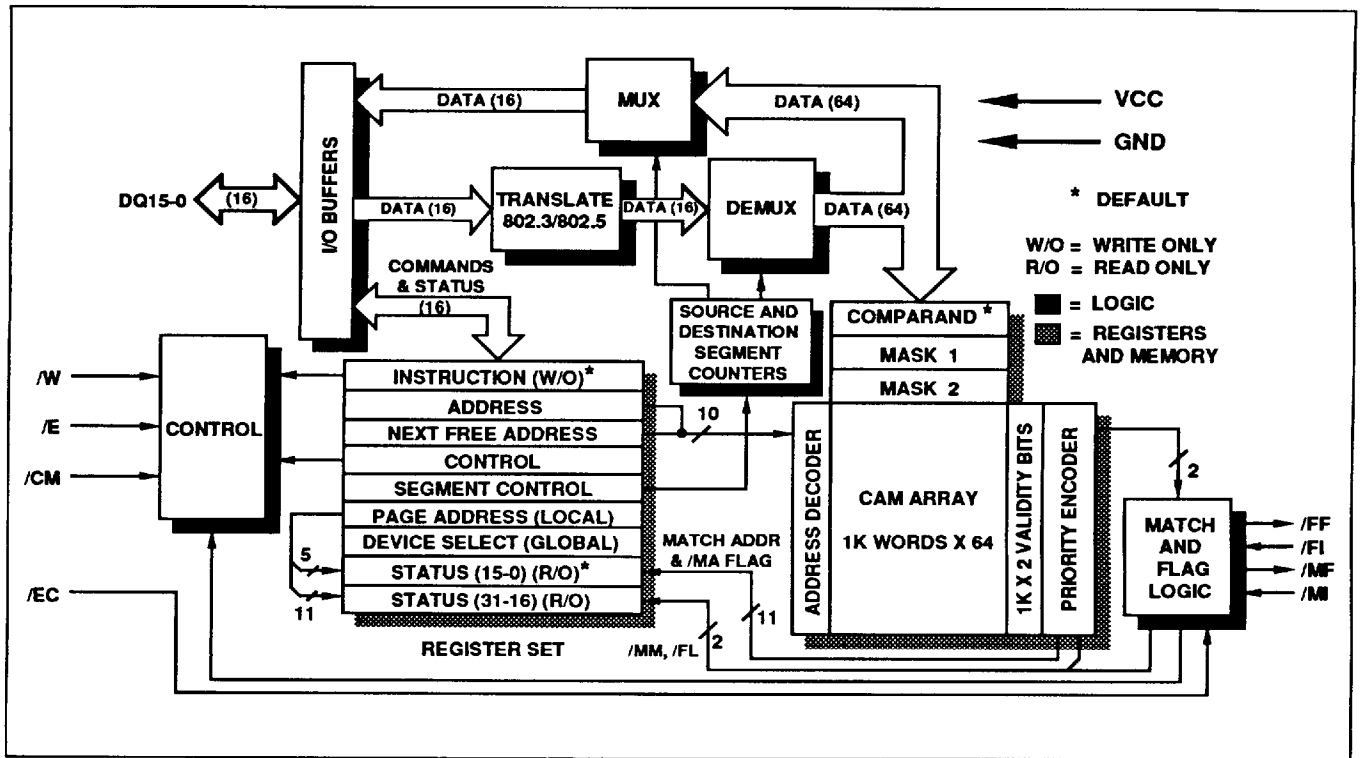 I/O BUFFERS
DATA (16)
MUX
DATA (64)
VCC
GND
DQ15-0
(16)
DATA (16)
TRANSLATE
802.3/802.5
DATA (16)
DEMUX
DATA (64)
* DEFAULT
W/O = WRITE ONLY
R/O = READ ONLY
= LOGIC
= REGISTERS
AND MEMORY
COMMANDS
& STATUS
(16)
SOURCE AND
DESTINATION
SEGMENT
COUNTERS
COMPARAND *
MASK 1
MASK 2
/W
/E
/CM
/EC
CONTROL
INSTRUCTION (W/O)*
ADDRESS
NEXT FREE ADDRESS
CONTROL
SEGMENT CONTROL
PAGE ADDRESS (LOCAL)
DEVICE SELECT (GLOBAL)
STATUS (15-0) (R/O)*
STATUS (31-16) (R/O)
REGISTER SET
5
11
10
MATCH ADDR
& /MA FLAG
11
/MM, /FL
2
ADDRESS DECODER
CAM ARRAY
1K WORDS X 64
1K X 2 VALIDITY BITS
PRIORITY ENCODER
2
MATCH
AND
FLAG
LOGIC
/FF
/FI
/MF
/MI